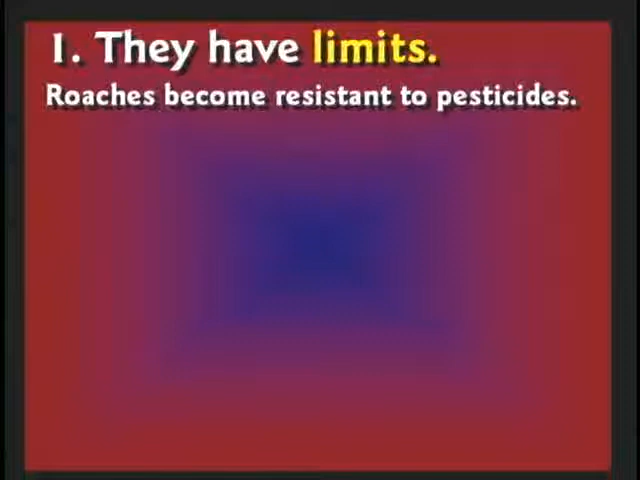 1. They have limits.
Roaches become resistant to pesticides.